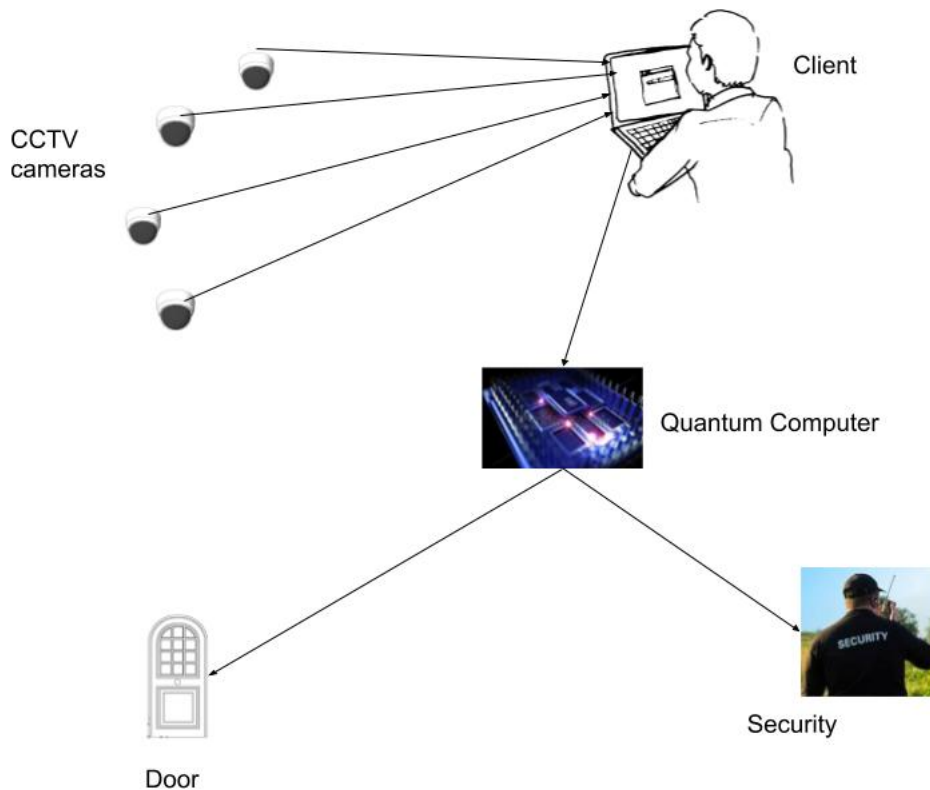 Client
CCTV
cameras
Quantum Computer
SECURITY
Security
Door